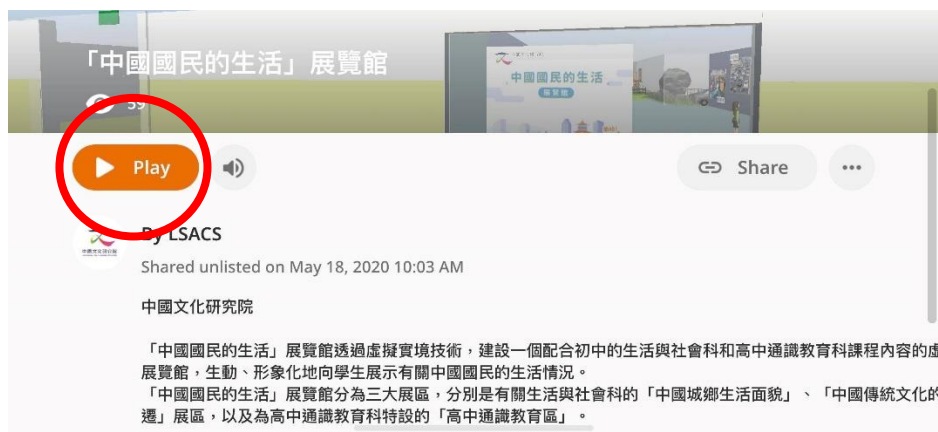 「中國國民的生活」展覽館
中國國民的生活
展覽館
59
Play
Share
By LSACS
Shared unlisted on May 18, 2020 10:03 AM
中國文化研究院
「中國國民的生活」展覽館透過虛擬實境技術，建設一個配合初中的生活與社會科和高中通識教育科課程內容的虛
展覽館，生動、形象化地向學生展示有關中國國民的生活情況。
「中國國民的生活」展覽館分為三大展區，分別是有關生活與社會科的「中國城鄉生活面貌」、「中國傳統文化的
遷」展區，以及為高中通識教育科特設的「高中通識教育區」。